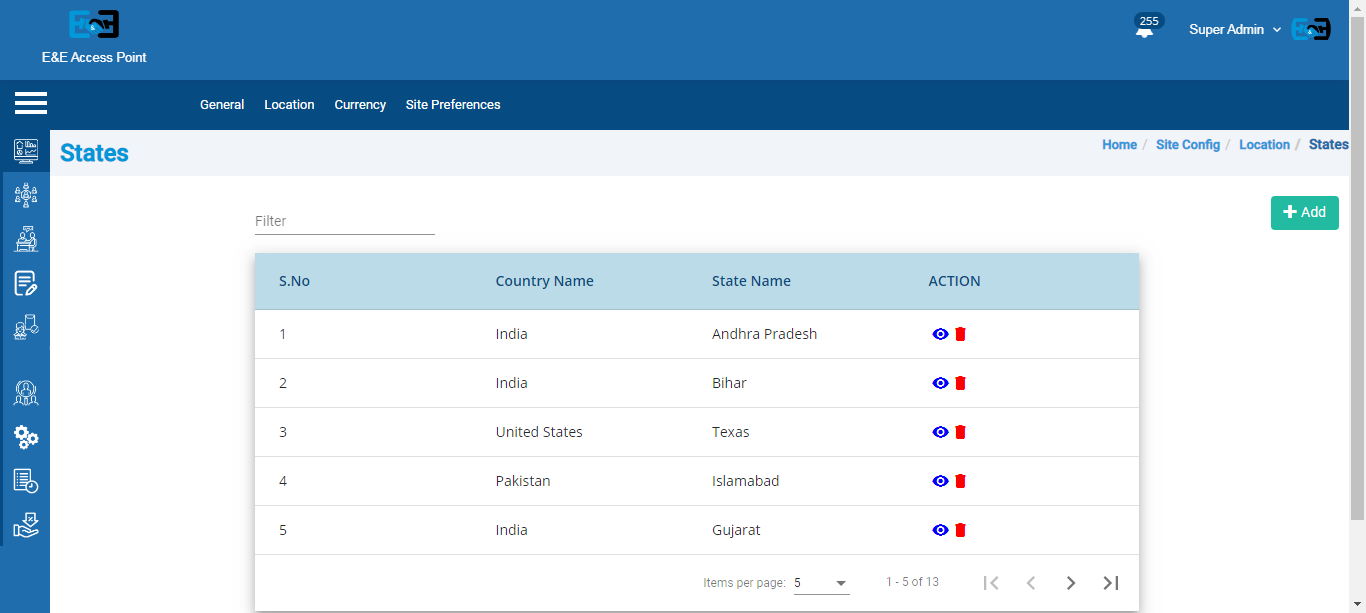 E&E
255
Super Admin
E&E
E&E Access Point
General Location Currency Site Preferences
States
Home / Site Config / Location / States
Filter
Add
S.No Country Name State Name ACTION
1 India Andhra Pradesh
2 India Bihar
3 United States Texas
4 Pakistan Islamabad
5 India Gujarat
Items per page: 5 1 - 5 of 13